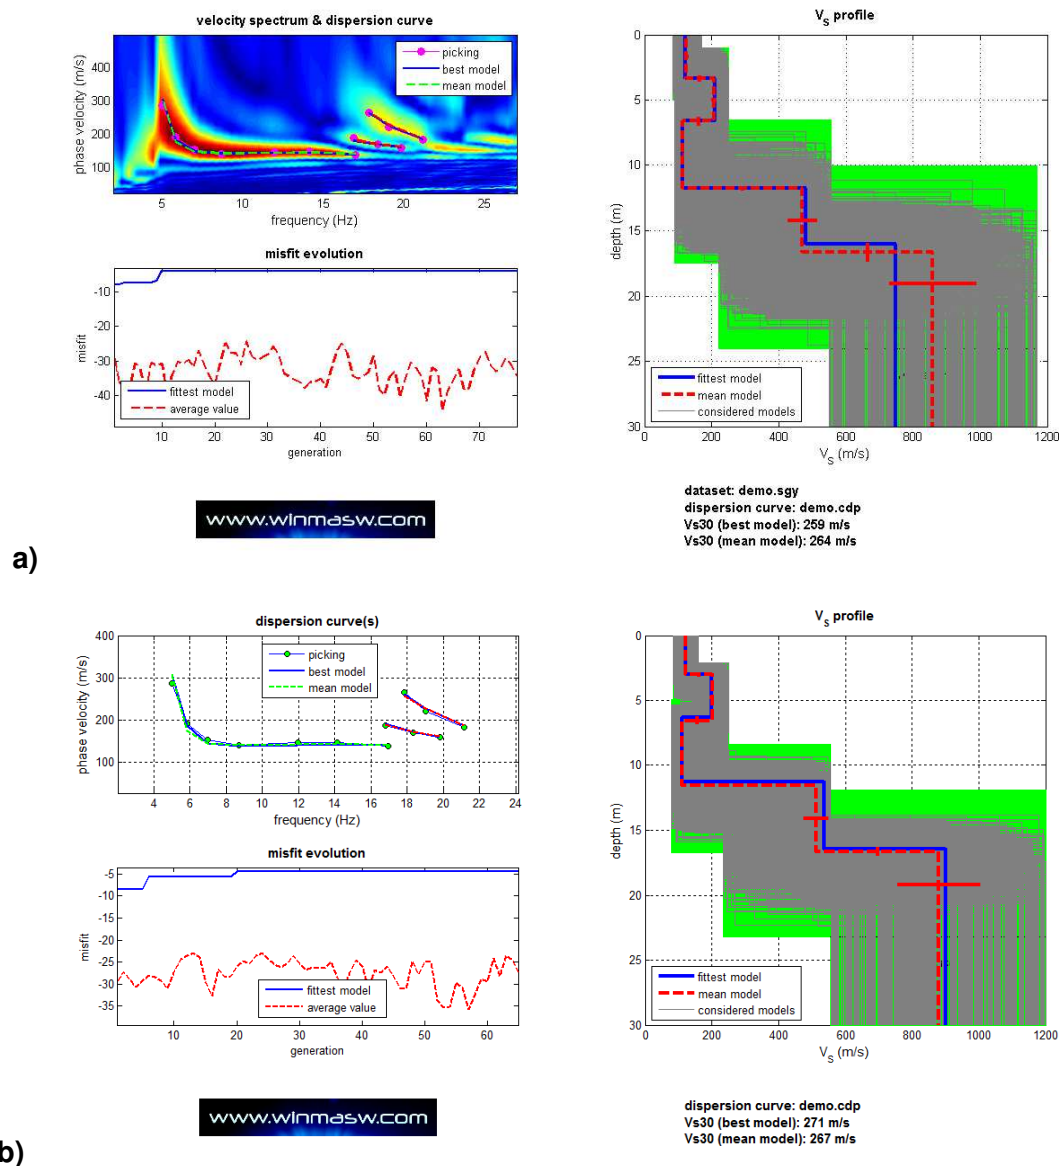 velocity spectrum & dispersion curve
phase velocity (m/s)
500
400
300
200
100
picking
best model
mean model
5
10
15
20
25
frequency (Hz)
misfit evolution
misfit
-10
-20
-30
-40
fittest model
average value
10
20
30
40
50
60
70
generation
VS profile
depth (m)
0
5
10
15
20
25
30
fittest model
mean model
considered models
0
200
400
600
800
1000
1200
VS (m/s)
www.winmasw.com
dataset: demo.sgy
dispersion curve: demo.cdp
Vs30 (best model): 259 m/s
Vs30 (mean model): 264 m/s
a)
dispersion curve(s)
phase velocity (m/s)
400
300
200
100
picking
best model
mean model
4
6
8
10
12
14
16
18
20
22
24
frequency (Hz)
misfit evolution
misfit
-5
-10
-15
-20
-25
-30
-35
fittest model
average value
10
20
30
40
50
60
generation
VS profile
depth (m)
0
5
10
15
20
25
30
fittest model
mean model
considered models
0
200
400
600
800
1000
1200
VS (m/s)
www.winmasw.com
dispersion curve: demo.cdp
Vs30 (best model): 271 m/s
Vs30 (mean model): 267 m/s
b)